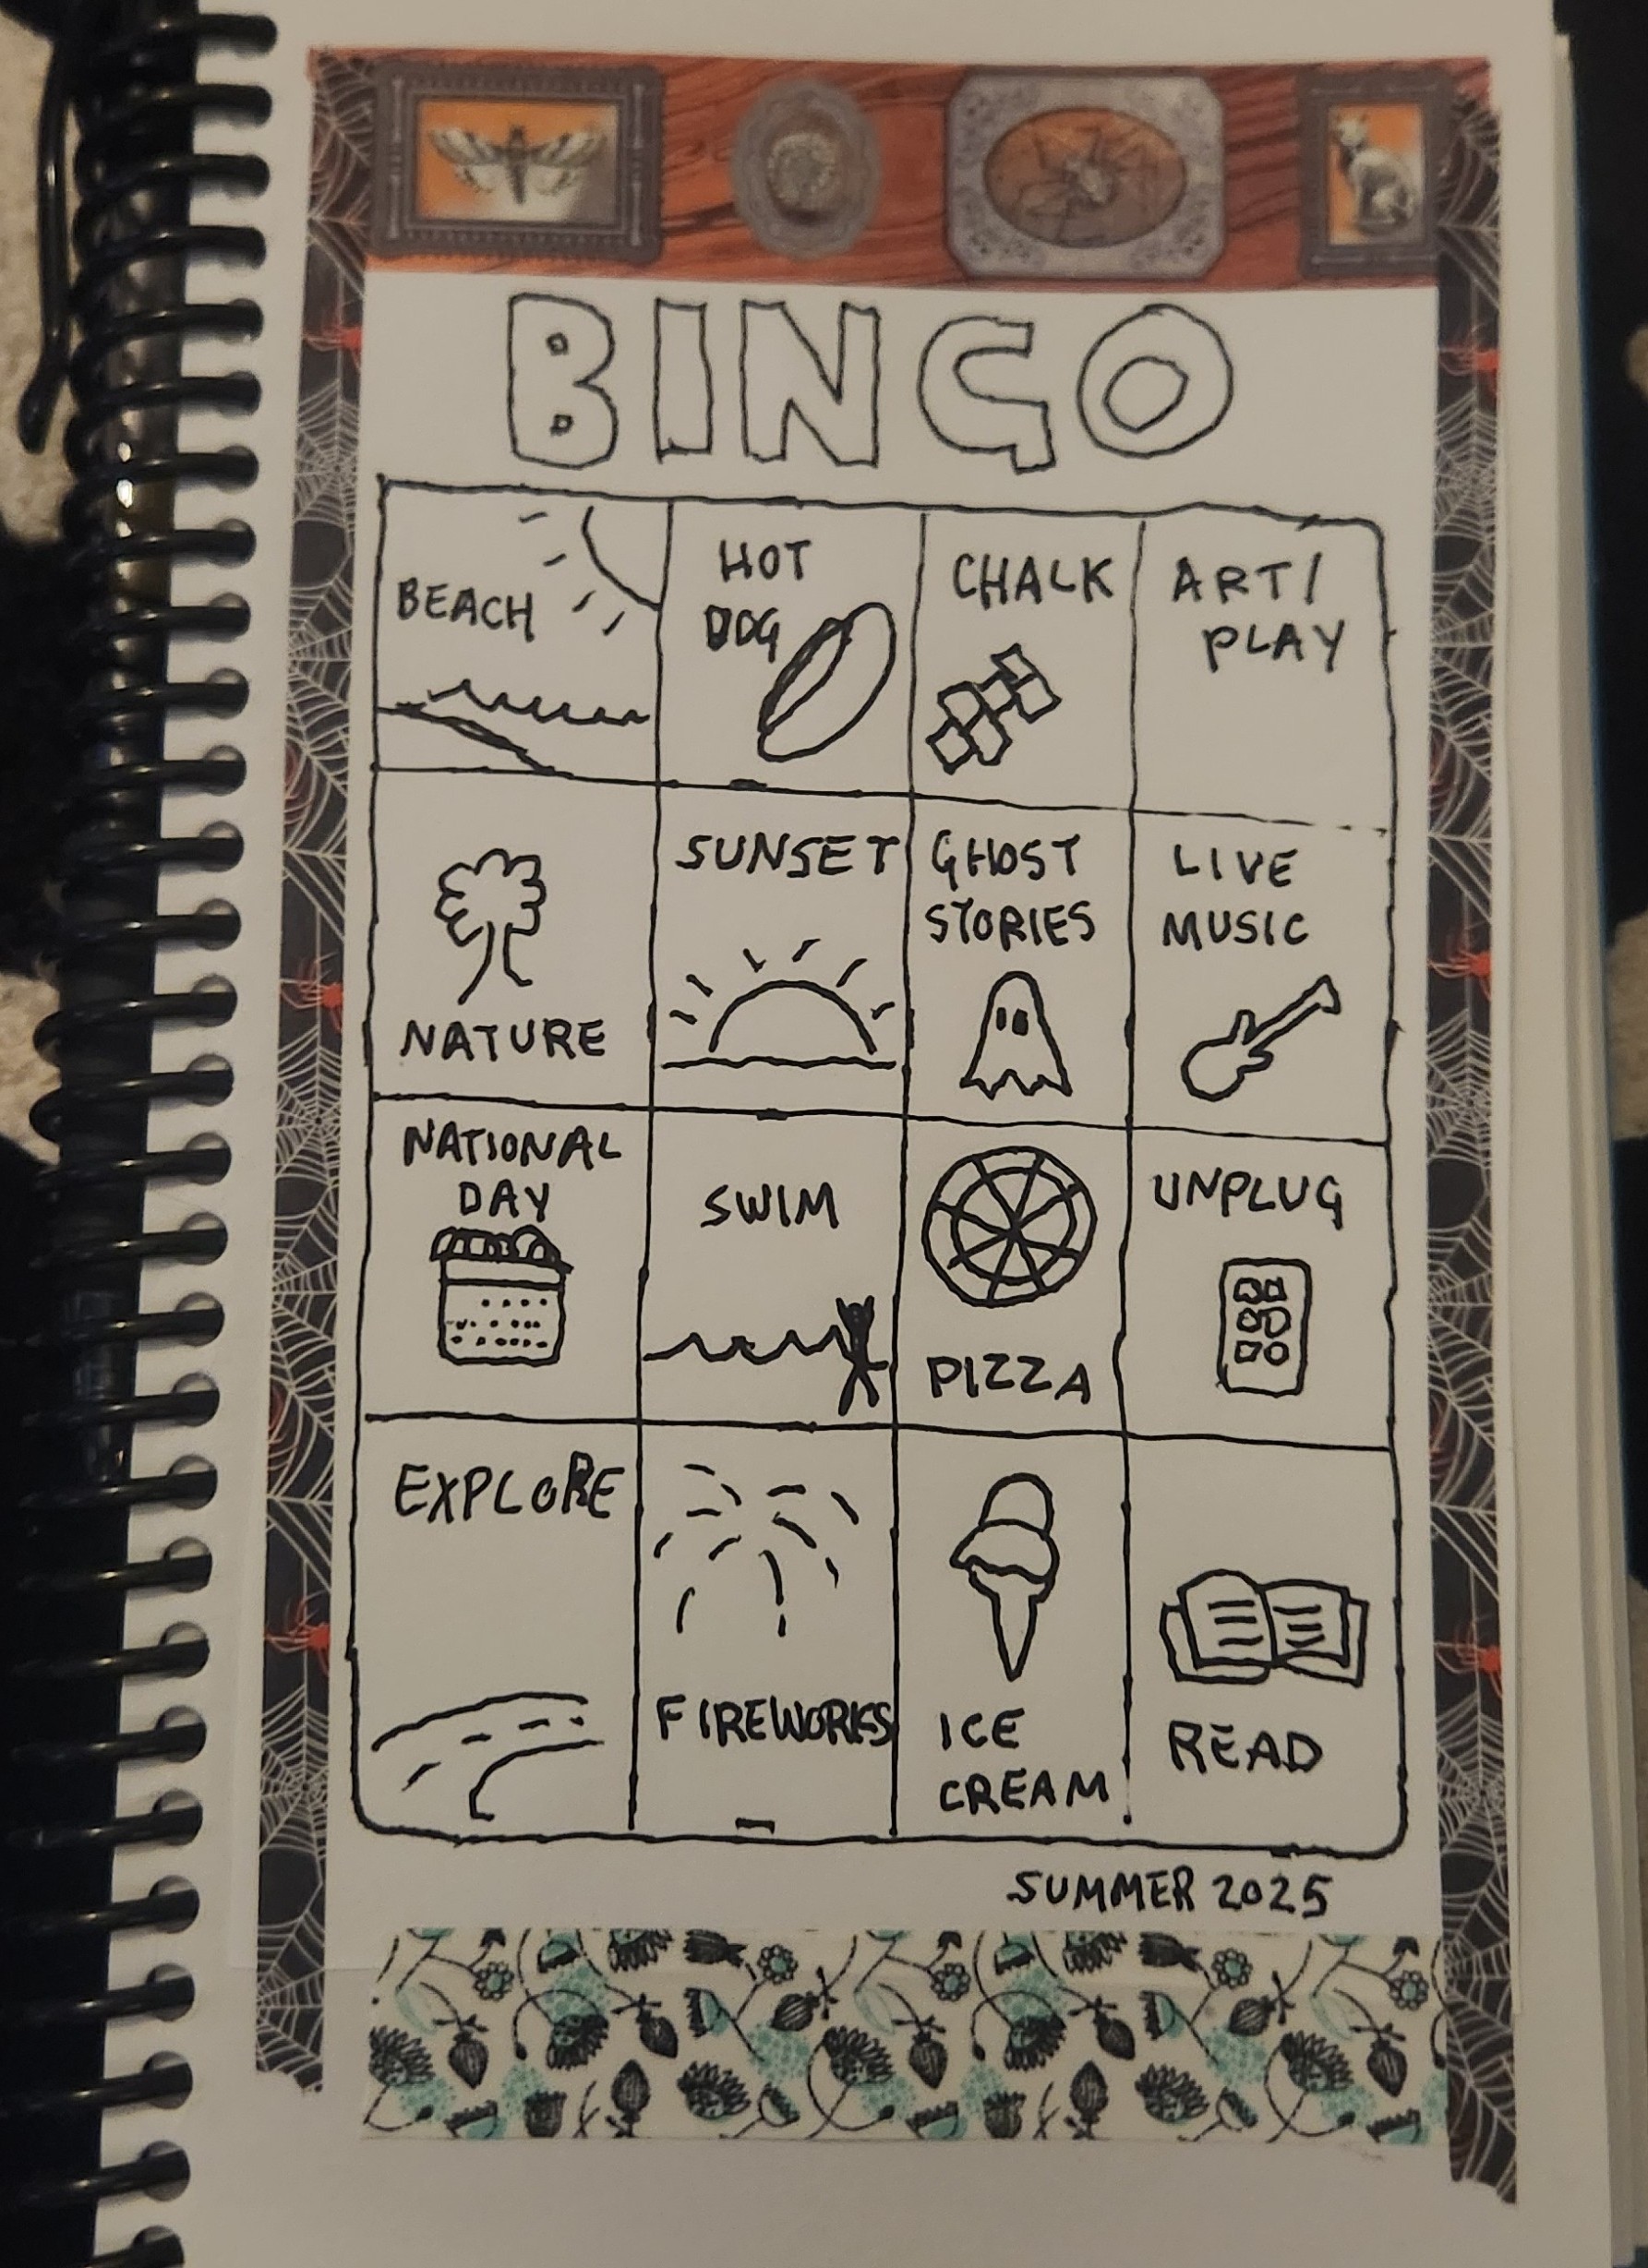 BINGO
BEACH
HOT
DOG
CHALK
ART/
PLAY
NATURE
SUNSET
GHOST
STORIES
LIVE
MUSIC
NATIONAL
DAY
SWIM
PIZZA
UNPLUG
EXPLORE
FIREWORKS
ICE
CREAM
READ
SUMMER 2025